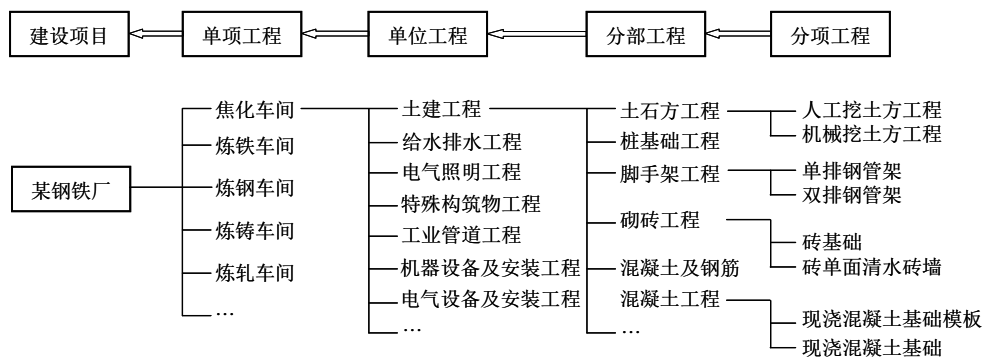 建设项目
单项工程
单位工程
分部工程
分项工程
某钢铁厂
焦化车间
炼铁车间
炼钢车间
炼铸车间
炼轧车间
…
土建工程
给水排水工程
电气照明工程
特殊构筑物工程
工业管道工程
机器设备及安装工程
电气设备及安装工程
…
土石方工程
桩基础工程
脚手架工程
砌砖工程
混凝土及钢筋
混凝土工程
…
人工挖土方工程
机械挖土方工程
单排钢管架
双排钢管架
砖基础
砖单面清水砖墙
现浇混凝土基础模板
现浇混凝土基础